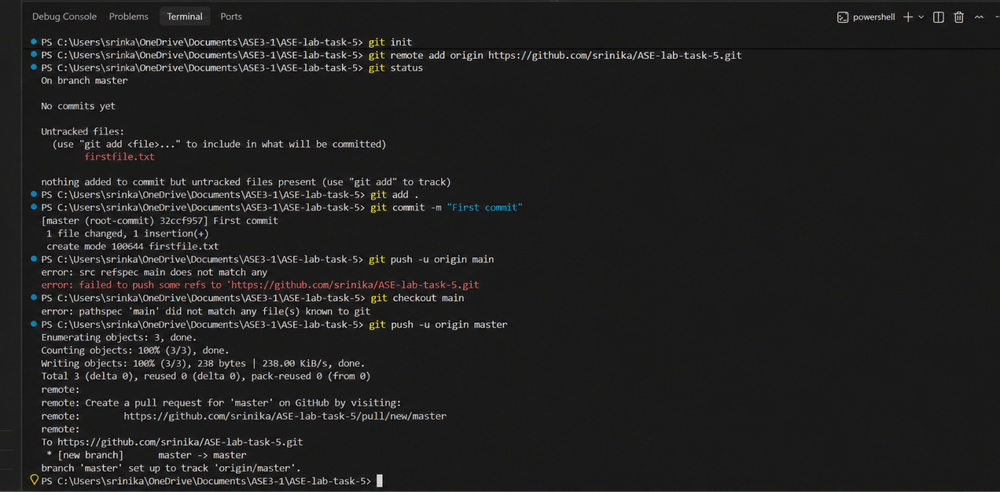 Debug Console Problems Terminal Ports powershell
PS C:\Users\srinka\OneDrive\Documents\ASE3-1\ASE-lab-task-5> git init
PS C:\Users\srinka\OneDrive\Documents\ASE3-1\ASE-lab-task-5> git remote add origin https://github.com/srinika/ASE-lab-task-5.git
PS C:\Users\srinka\OneDrive\Documents\ASE3-1\ASE-lab-task-5> git status
On branch master
No commits yet
Untracked files:
(use "git add <file>..." to include in what will be committed)
firstfile.txt
nothing added to commit but untracked files present (use "git add" to track)
PS C:\Users\srinka\OneDrive\Documents\ASE3-1\ASE-lab-task-5> git add .
PS C:\Users\srinka\OneDrive\Documents\ASE3-1\ASE-lab-task-5> git commit -m "First commit"
[master (root-commit) 32ccf957] First commit
1 file changed, 1 insertion(+)
create mode 100644 firstfile.txt
PS C:\Users\srinka\OneDrive\Documents\ASE3-1\ASE-lab-task-5> git push -u origin main
error: src refspec main does not match any
error: failed to push some refs to 'https://github.com/srinika/ASE-lab-task-5.git
PS C:\Users\srinka\OneDrive\Documents\ASE3-1\ASE-lab-task-5> git checkout main
error: pathspec 'main' did not match any file(s) known to git
PS C:\Users\srinka\OneDrive\Documents\ASE3-1\ASE-lab-task-5> git push -u origin master
Enumerating objects: 3, done.
Counting objects: 100% (3/3), done.
Writing objects: 100% (3/3), 238 bytes | 238.00 KiB/s, done.
Total 3 (delta 0), reused 0 (delta 0), pack-reused 0 (from 0)
remote:
remote: Create a pull request for 'master' on GitHub by visiting:
remote: https://github.com/srinika/ASE-lab-task-5/pull/new/master
remote:
To https://github.com/srinika/ASE-lab-task-5.git
* [new branch] master -> master
branch 'master' set up to track 'origin/master'.
PS C:\Users\srinika\OneDrive\Documents\ASE3-1\ASE-lab-task-5>